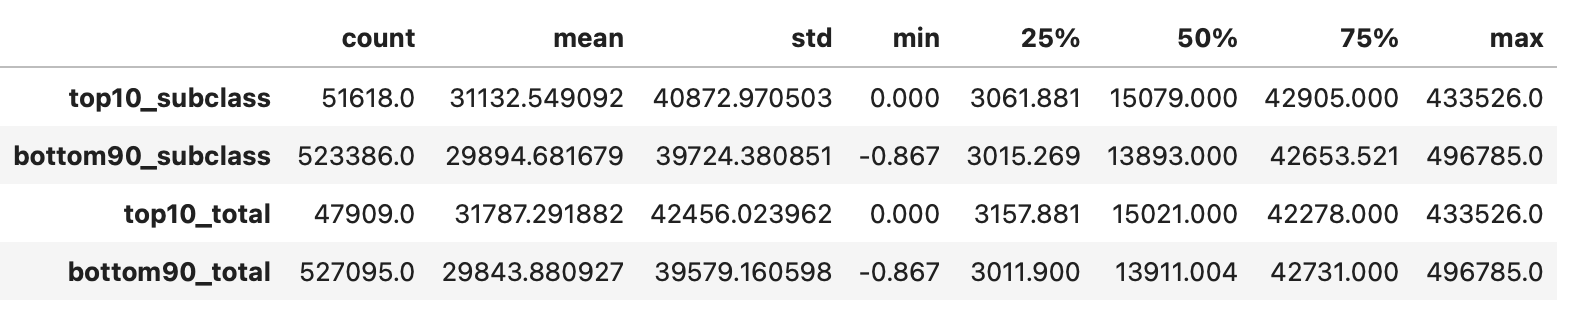 count mean std min 25% 50% 75% max
top10_subclass 51618.0 31132.549092 40872.970503 0.000 3061.881 15079.000 42905.000 433526.0
bottom90_subclass 523386.0 29894.681679 39724.380851 -0.867 3015.269 13893.000 42653.521 496785.0
top10_total 47909.0 31787.291882 42456.023962 0.000 3157.881 15021.000 42278.000 433526.0
bottom90_total 527095.0 29843.880927 39579.160598 -0.867 3011.900 13911.004 42731.000 496785.0